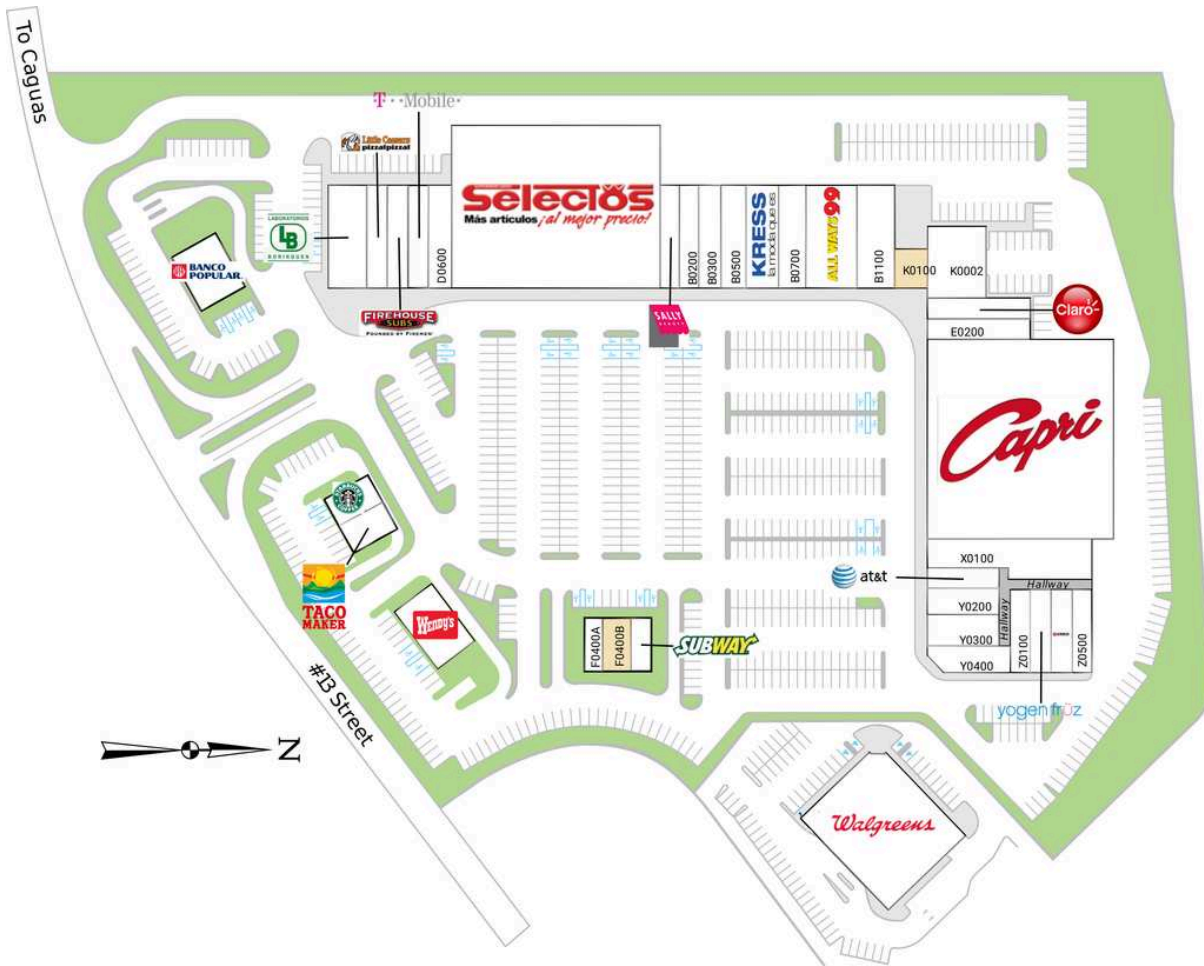 To Caguas
T · · Mobile ·
Little Caesars
pizza!pizza!
LABORATORIOS
LB
BORINQUEN
BANCO
POPULAR
FIREHOUSE
SUBS
FOUNDED BY FIREMEN
D0600
Selectos
Más artículos ¡al mejor precio!
SALLY
BEAUTY
B0200
B0300
B0500
KRESS
la moda que es
B0700
ALL WAYS 99
B1100
K0100
K0002
Claro
E0200
Capri
X0100
at&t
Hallway
Hallway
Y0200
Y0300
Y0400
Z0100
Z0500
yogen früz
STARBUCKS
COFFEE
TACO
MAKER
WENDY'S
F0400A
F0400B
SUBWAY
#13 Street
N
Walgreens